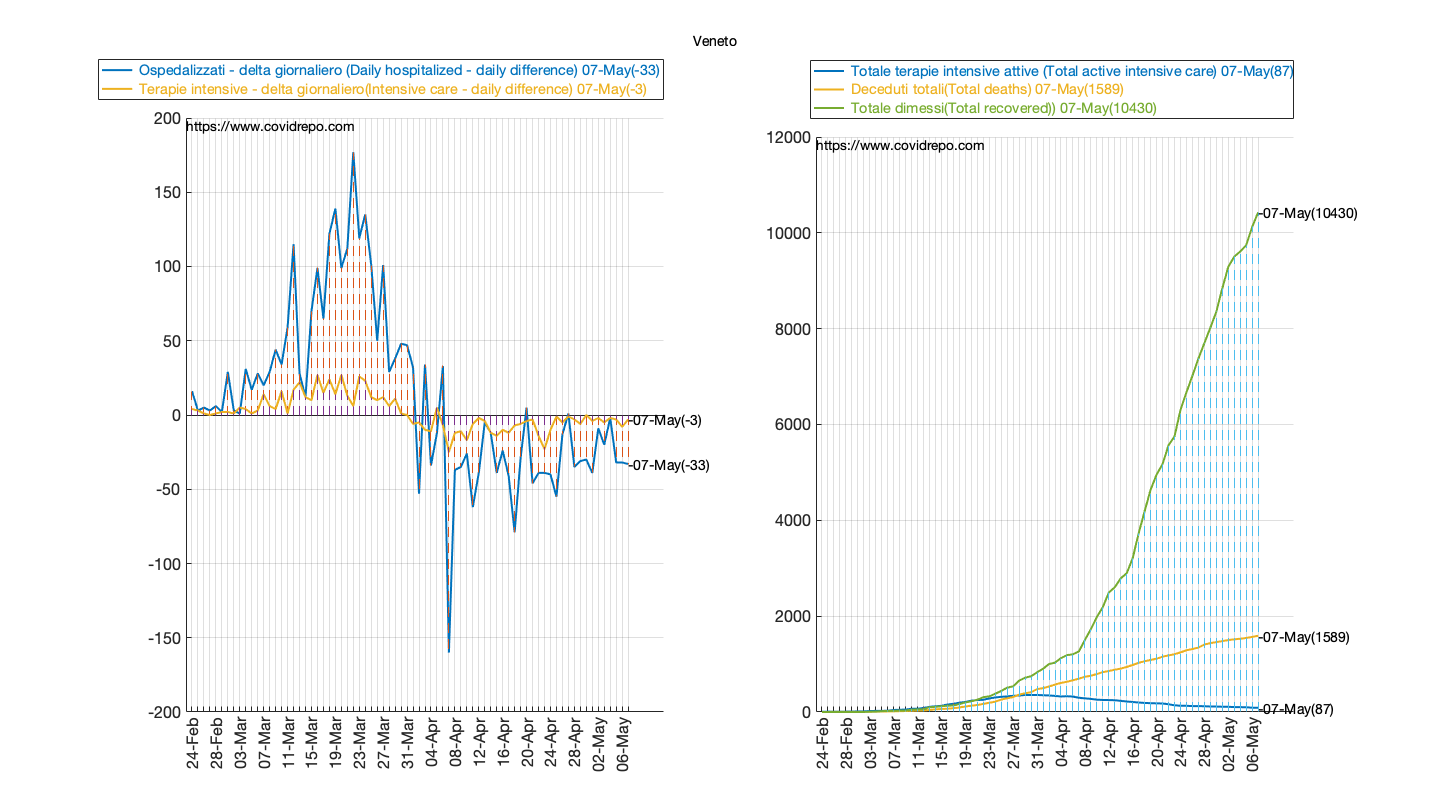 Veneto
Ospedalizzati - delta giornaliero (Daily hospitalized - daily difference) 07-May(-33)
Terapie intensive - delta giornaliero(Intensive care - daily difference) 07-May(-3)
https://www.covidrepo.com
200
150
100
50
0
-50
-100
-150
-200
-07-May(-3)
-07-May(-33)
24-Feb
28-Feb
03-Mar
07-Mar
11-Mar
15-Mar
19-Mar
23-Mar
27-Mar
31-Mar
04-Apr
08-Apr
12-Apr
16-Apr
20-Apr
24-Apr
28-Apr
02-May
06-May
Totale terapie intensive attive (Total active intensive care) 07-May(87)
Deceduti totali(Total deaths) 07-May(1589)
Totale dimessi(Total recovered)) 07-May(10430)
https://www.covidrepo.com
12000
10000
8000
6000
4000
2000
0
-07-May(10430)
-07-May(1589)
-07-May(87)
24-Feb
28-Feb
03-Mar
07-Mar
11-Mar
15-Mar
19-Mar
23-Mar
27-Mar
31-Mar
04-Apr
08-Apr
12-Apr
16-Apr
20-Apr
24-Apr
28-Apr
02-May
06-May